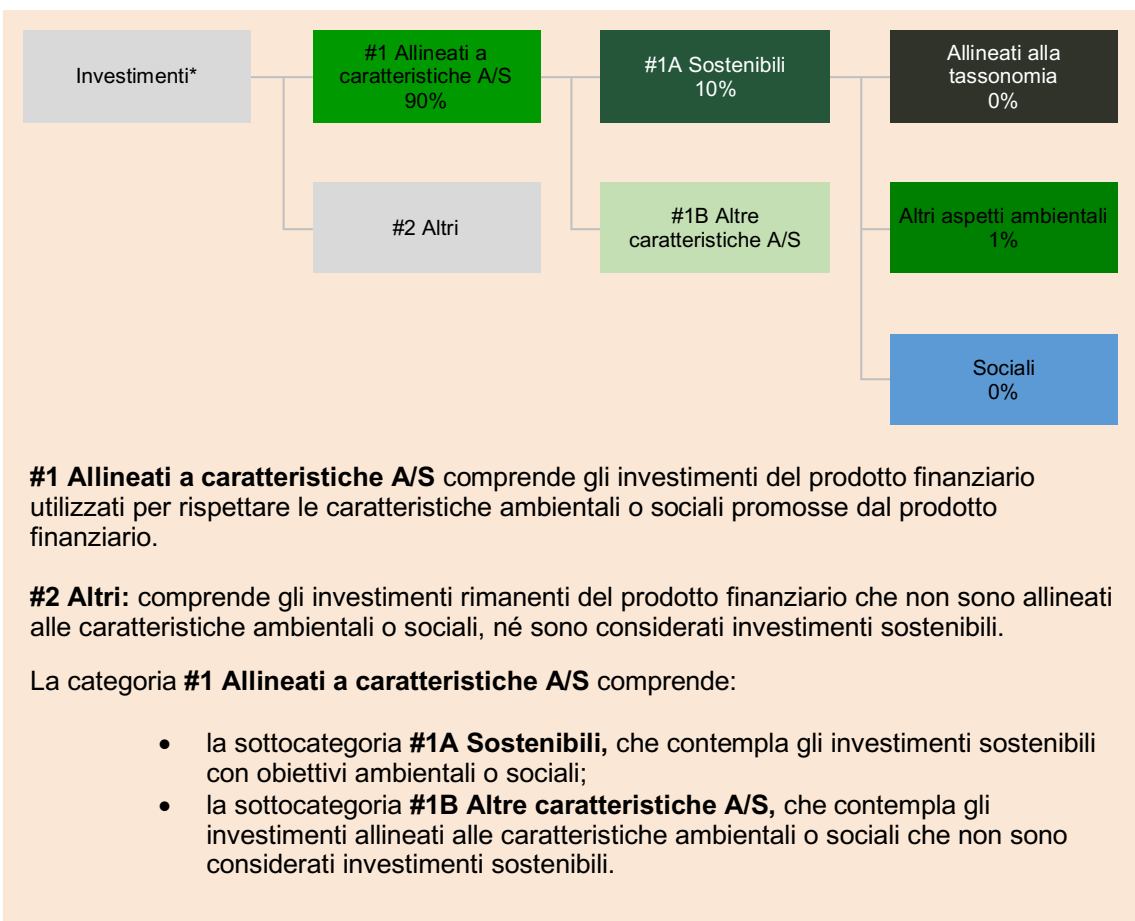 Investimenti*
#1 Allineati a
caratteristiche A/S
90%
#1A Sostenibili
10%
Allineati alla
tassonomia
0%
#2 Altri
#1B Altre
caratteristiche A/S
Altri aspetti ambientali
1%
Sociali
0%
#1 Allineati a caratteristiche A/S comprende gli investimenti del prodotto finanziario
utilizzati per rispettare le caratteristiche ambientali o sociali promosse dal prodotto
finanziario.
#2 Altri: comprende gli investimenti rimanenti del prodotto finanziario che non sono allineati
alle caratteristiche ambientali o sociali, né sono considerati investimenti sostenibili.
La categoria #1 Allineati a caratteristiche A/S comprende:
• la sottocategoria #1A Sostenibili, che contempla gli investimenti sostenibili
con obiettivi ambientali o sociali;
• la sottocategoria #1B Altre caratteristiche A/S, che contempla gli
investimenti allineati alle caratteristiche ambientali o sociali che non sono
considerati investimenti sostenibili.